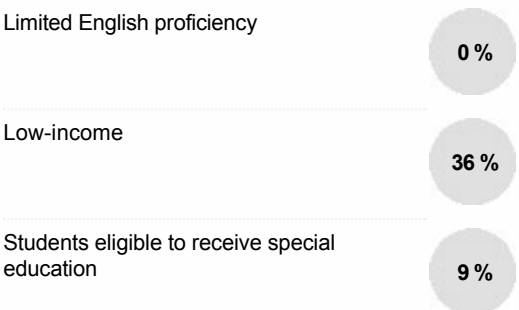 Limited English proficiency
0 %
Low-income
36 %
Students eligible to receive special
education
9 %